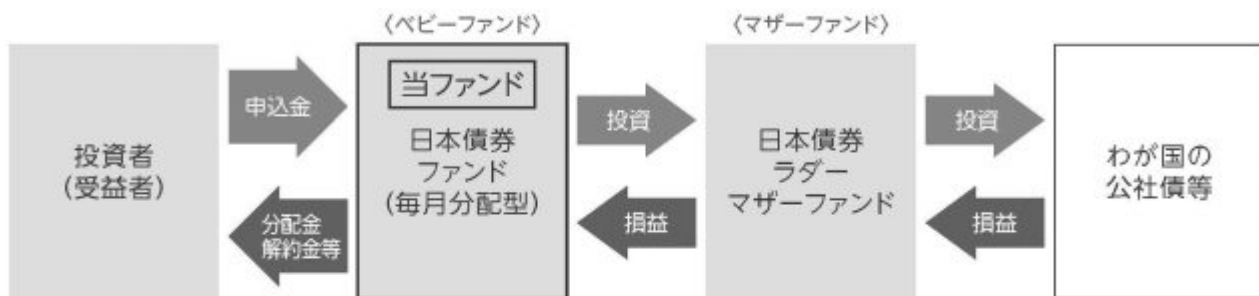 〈ベビーファンド〉
〈マザーファンド〉
投資者
(受益者)
申込金
分配金
解約金等
当ファンド
日本債券
ファンド
(毎月分配型)
投資
損益
日本債券
ラダー
マザーファンド
投資
損益
わが国の
公社債等